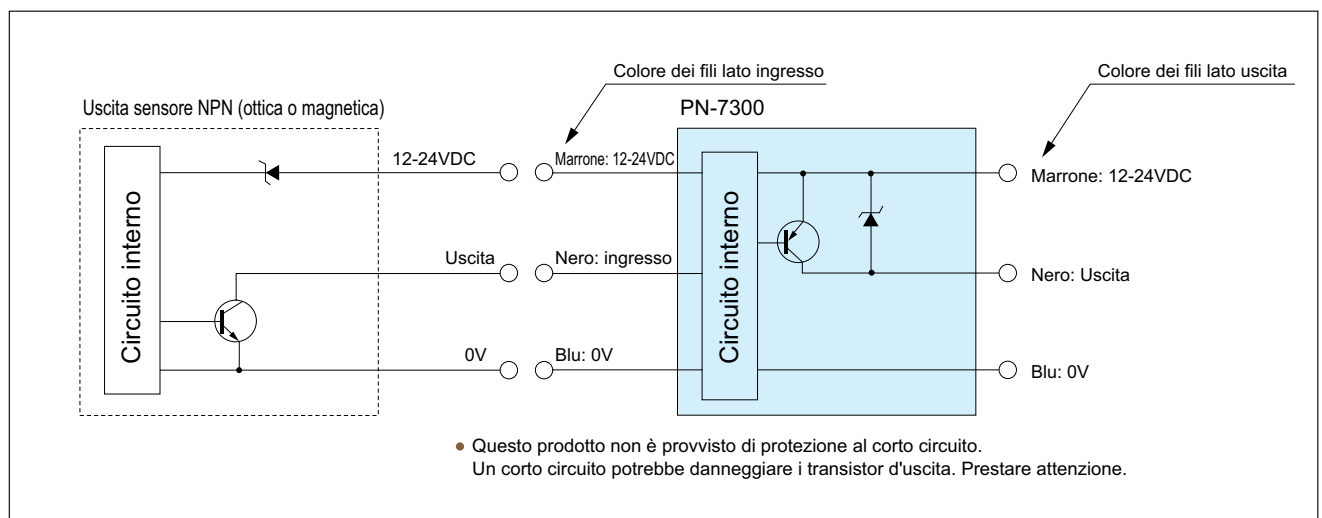 Colore dei fili lato ingresso
Colore dei fili lato uscita
Uscita sensore NPN (ottica o magnetica)
PN-7300
Circuito interno
12-24VDC
Uscita
0V
Marrone: 12-24VDC
Nero: ingresso
Blu: 0V
Circuito interno
Marrone: 12-24VDC
Nero: Uscita
Blu: 0V
● Questo prodotto non è provvisto di protezione al corto circuito.
Un corto circuito potrebbe danneggiare i transistor d'uscita. Prestare attenzione.